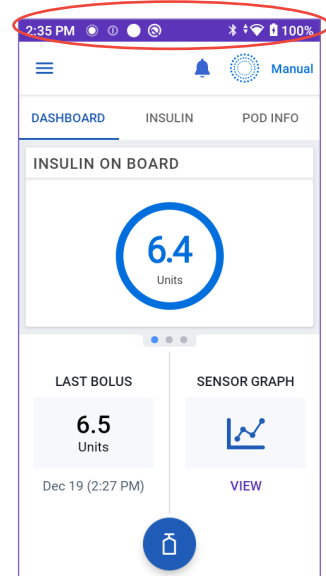 2:35 PM 100%
Manual
DASHBOARD INSULIN POD INFO
INSULIN ON BOARD
6.4
Units
LAST BOLUS SENSOR GRAPH
6.5
Units
Dec 19 (2:27 PM) VIEW